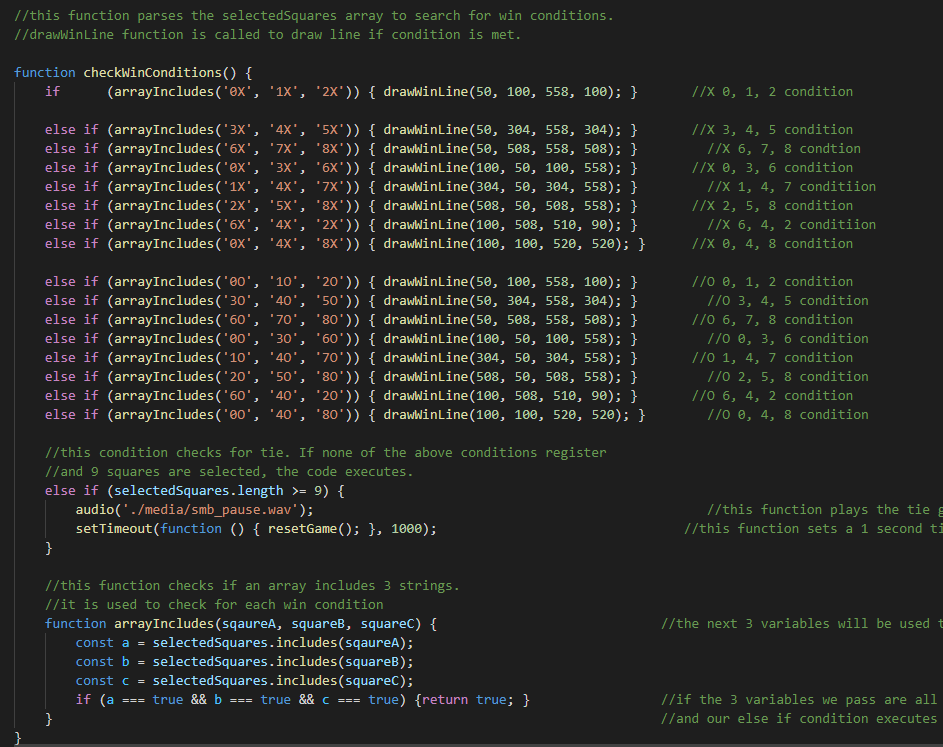 //this function parses the selectedSquares array to search for win conditions.
//drawWinLine function is called to draw line if condition is met.
function checkWinConditions() {
if (arrayIncludes('0X', '1X', '2X')) { drawWinLine(50, 100, 558, 100); } //X 0, 1, 2 condition
else if (arrayIncludes('3X', '4X', '5X')) { drawWinLine(50, 304, 558, 304); } //X 3, 4, 5 condition
else if (arrayIncludes('6X', '7X', '8X')) { drawWinLine(50, 508, 558, 508); } //X 6, 7, 8 condtion
else if (arrayIncludes('0X', '3X', '6X')) { drawWinLine(100, 50, 100, 558); } //X 0, 3, 6 condition
else if (arrayIncludes('1X', '4X', '7X')) { drawWinLine(304, 50, 304, 558); } //X 1, 4, 7 conditiion
else if (arrayIncludes('2X', '5X', '8X')) { drawWinLine(508, 50, 508, 558); } //X 2, 5, 8 condition
else if (arrayIncludes('6X', '4X', '2X')) { drawWinLine(100, 508, 510, 90); } //X 6, 4, 2 conditiion
else if (arrayIncludes('0X', '4X', '8X')) { drawWinLine(100, 100, 520, 520); } //X 0, 4, 8 condition
else if (arrayIncludes('0O', '1O', '2O')) { drawWinLine(50, 100, 558, 100); } //O 0, 1, 2 condition
else if (arrayIncludes('3O', '4O', '5O')) { drawWinLine(50, 304, 558, 304); } //O 3, 4, 5 condition
else if (arrayIncludes('6O', '7O', '8O')) { drawWinLine(50, 508, 558, 508); } //O 6, 7, 8 condition
else if (arrayIncludes('0O', '3O', '6O')) { drawWinLine(100, 50, 100, 558); } //O 0, 3, 6 condition
else if (arrayIncludes('1O', '4O', '7O')) { drawWinLine(304, 50, 304, 558); } //O 1, 4, 7 condition
else if (arrayIncludes('2O', '5O', '8O')) { drawWinLine(508, 50, 508, 558); } //O 2, 5, 8 condition
else if (arrayIncludes('6O', '4O', '2O')) { drawWinLine(100, 508, 510, 90); } //O 6, 4, 2 condition
else if (arrayIncludes('0O', '4O', '8O')) { drawWinLine(100, 100, 520, 520); } //O 0, 4, 8 condition
//this condition checks for tie. If none of the above conditions register
//and 9 squares are selected, the code executes.
else if (selectedSquares.length >= 9) {
audio('./media/smb_pause.wav'); //this function plays the tie
setTimeout(function () { resetGame(); }, 1000); //this function sets a 1 second
}
//this function checks if an array includes 3 strings.
//it is used to check for each win condition
function arrayIncludes(sqaureA, squareB, squareC) { //the next 3 variables will be used
const a = selectedSquares.includes(sqaureA);
const b = selectedSquares.includes(squareB);
const c = selectedSquares.includes(squareC);
if (a === true && b === true && c === true) {return true; } //if the 3 variables we pass are all
} //and our else if condition executes
}